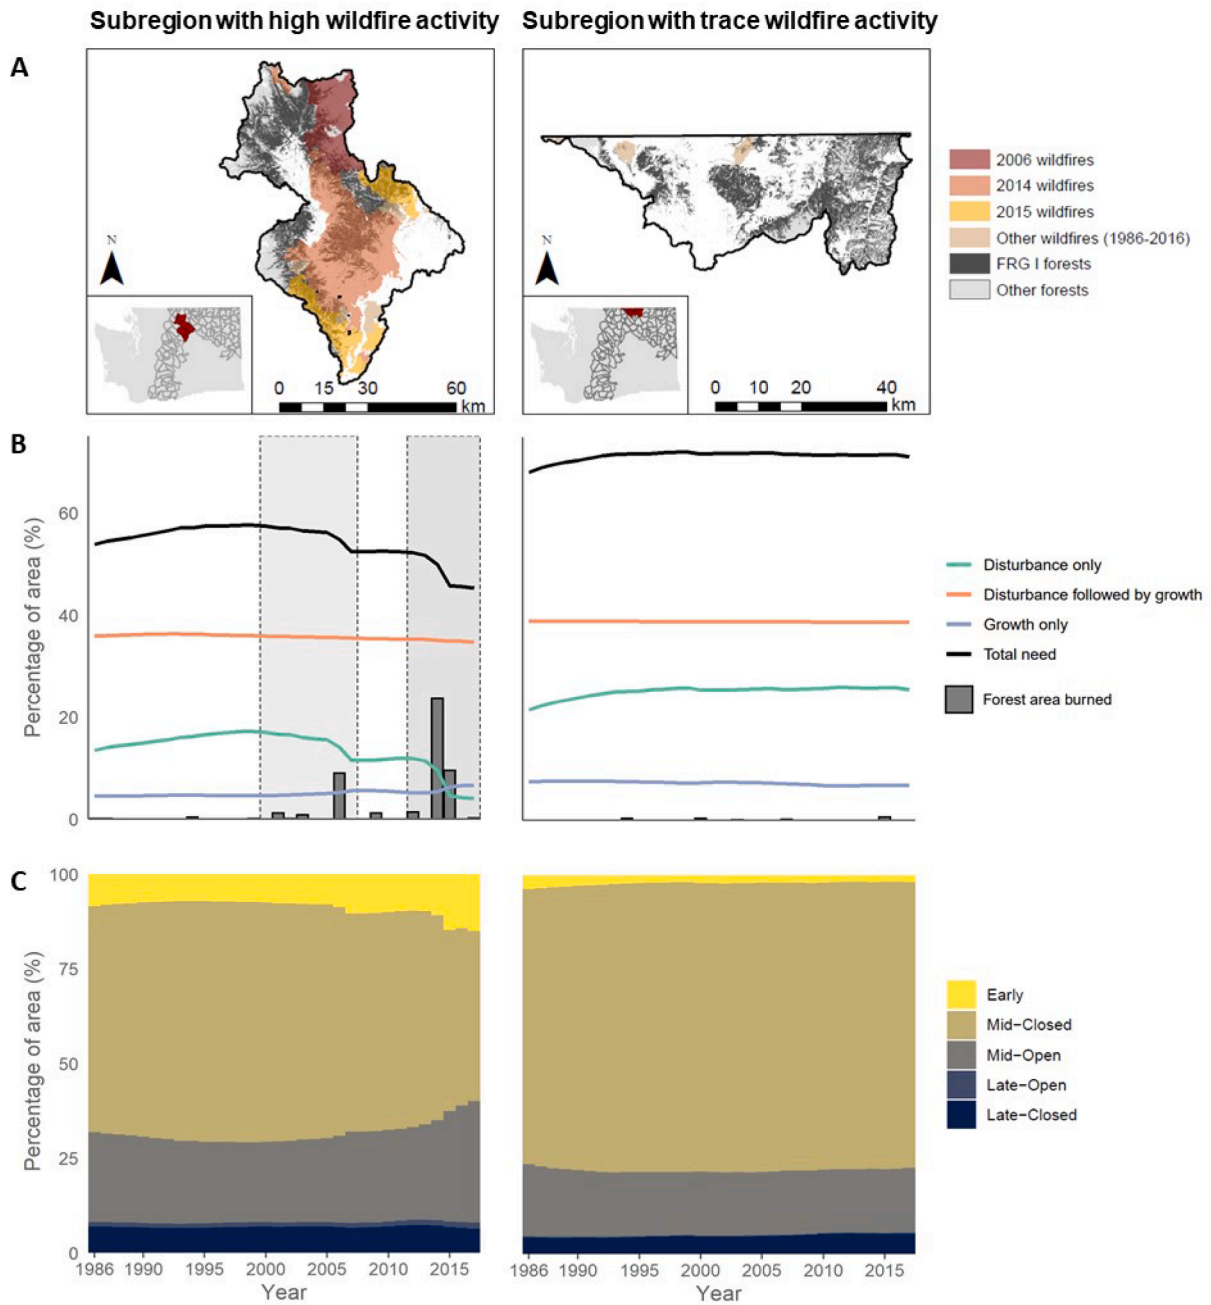 Subregion with high wildfire activity
Subregion with trace wildfire activity
A
N
0 15 30 60
km
N
0 10 20 40
km
2006 wildfires
2014 wildfires
2015 wildfires
Other wildfires (1986-2016)
FRG I forests
Other forests
B
Percentage of area (%)
60
40
20
0
Disturbance only
Disturbance followed by growth
Growth only
Total need
Forest area burned
C
Percentage of area (%)
100
75
50
25
0
1986 1990 1995 2000 2005 2010 2015
Year
1986 1990 1995 2000 2005 2010 2015
Year
Early
Mid−Closed
Mid−Open
Late−Open
Late−Closed